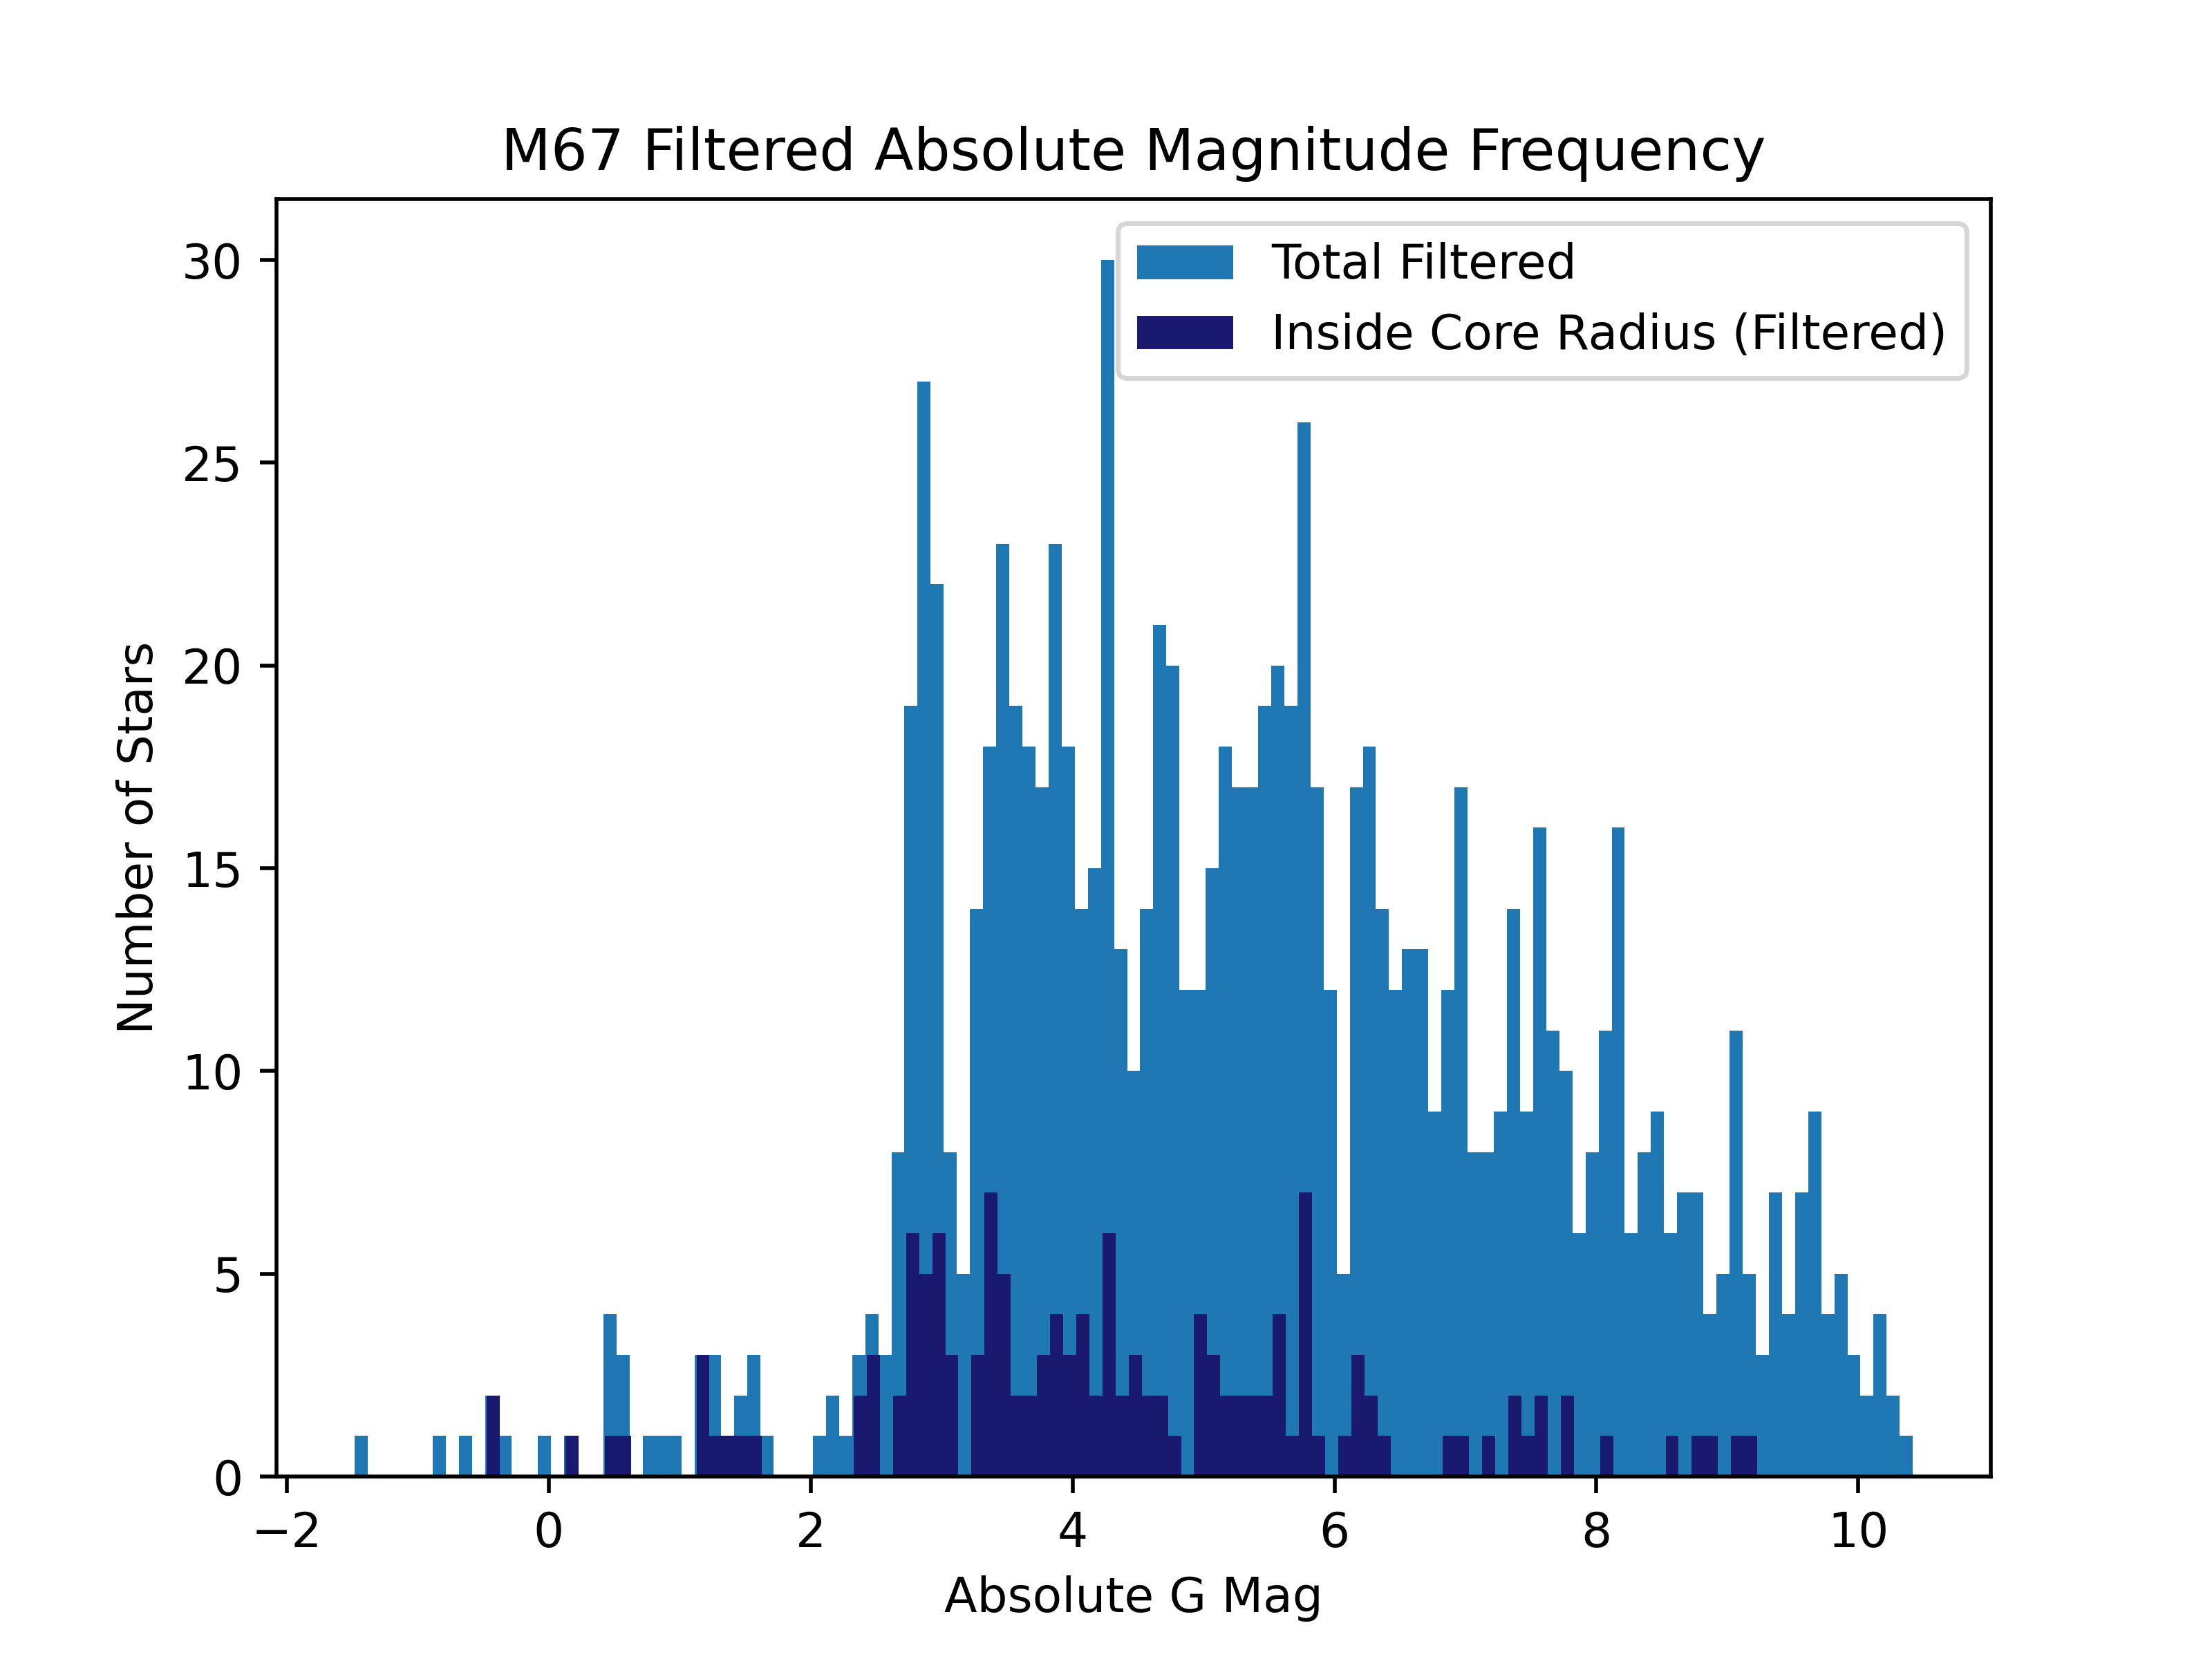 M67 Filtered Absolute Magnitude Frequency
Total Filtered
Inside Core Radius (Filtered)
30
25
20
15
10
5
0
Number of Stars
−2 0 2 4 6 8 10
Absolute G Mag